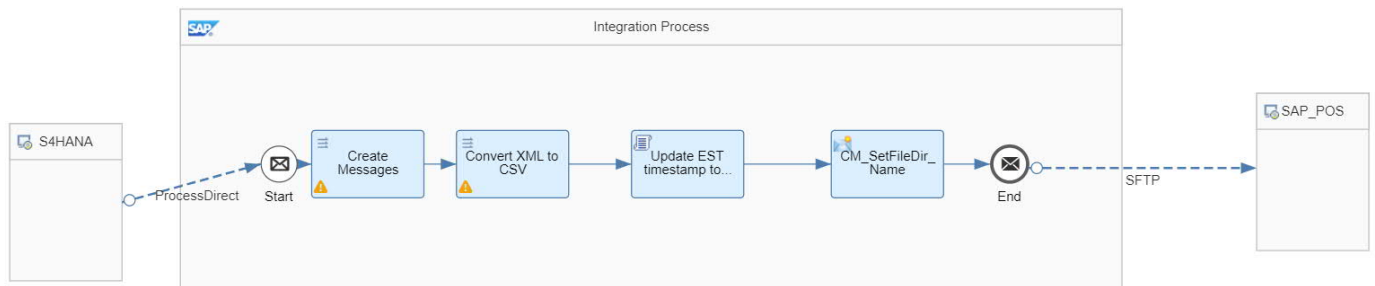 SAP
Integration Process
S4HANA
ProcessDirect
Start
Create
Messages
Convert XML to
CSV
Update EST
timestamp to...
CM_SetFileDir_
Name
End
SFTP
SAP_POS